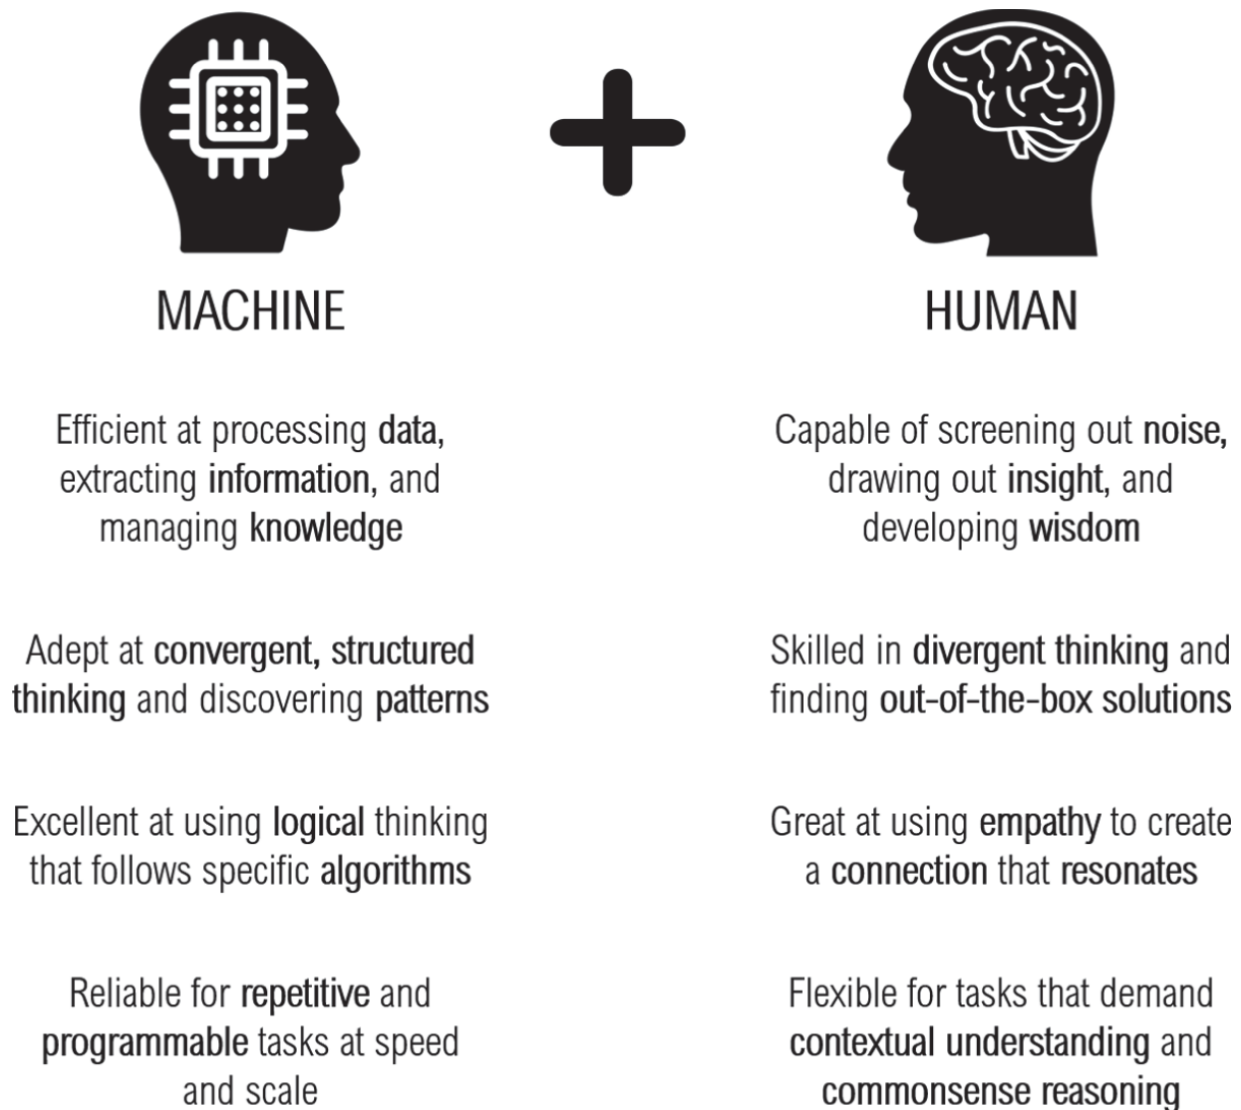 MACHINE
Efficient at processing data,
extracting information, and
managing knowledge
Adept at convergent, structured
thinking and discovering patterns
Excellent at using logical thinking
that follows specific algorithms
Reliable for repetitive and
programmable tasks at speed
and scale
HUMAN
Capable of screening out noise,
drawing out insight, and
developing wisdom
Skilled in divergent thinking and
finding out-of-the-box solutions
Great at using empathy to create
a connection that resonates
Flexible for tasks that demand
contextual understanding and
commonsense reasoning